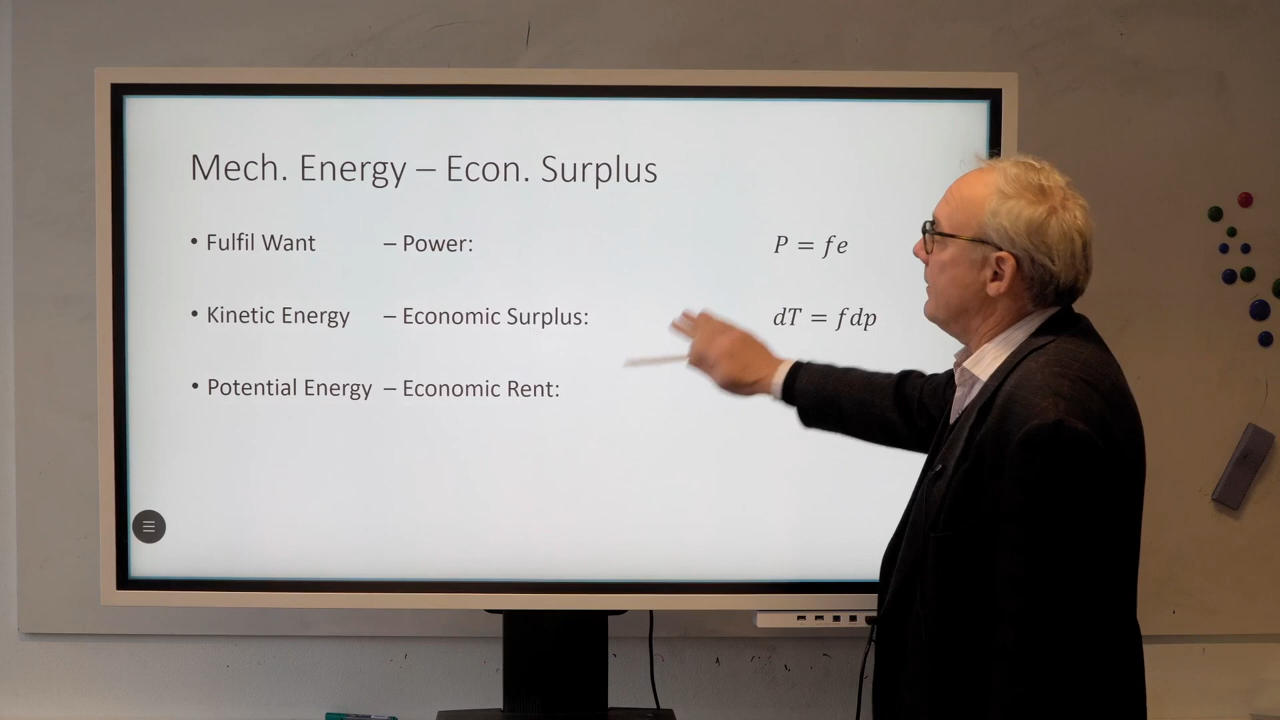 Mech. Energy – Econ. Surplus
• Fulfil Want – Power: P = fe
• Kinetic Energy – Economic Surplus: dT = fdp
• Potential Energy – Economic Rent: